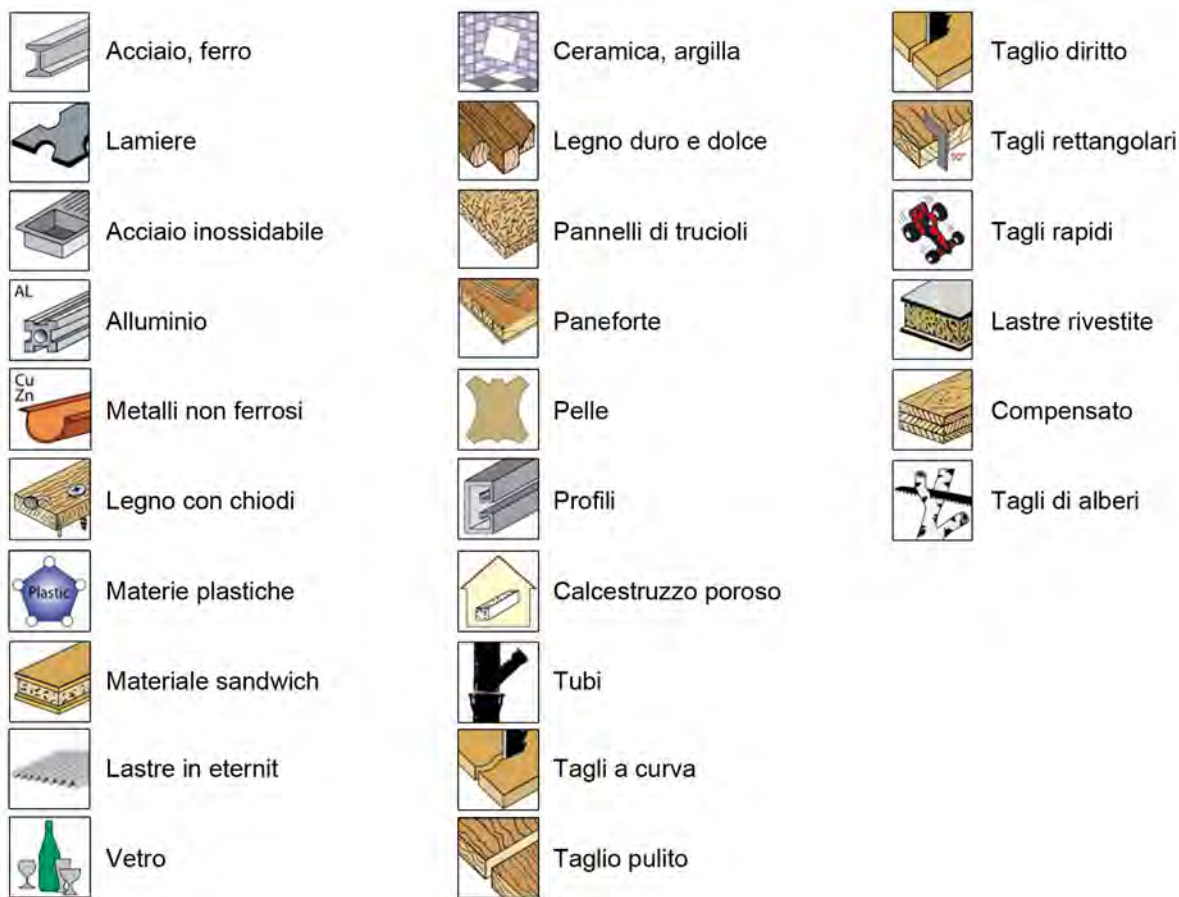 Acciaio, ferro
Lamiere
Acciaio inossidabile
AL
Alluminio
Cu
Zn
Metalli non ferrosi
Legno con chiodi
Plastic
Materie plastiche
Materiale sandwich
Lastre in eternit
Vetro
Ceramica, argilla
Legno duro e dolce
Pannelli di trucioli
Paneforte
Pelle
Profili
Calcestruzzo poroso
Tubi
Tagli a curva
Taglio pulito
Taglio diritto
90°
Tagli rettangolari
Tagli rapidi
Lastre rivestite
Compensato
Tagli di alberi